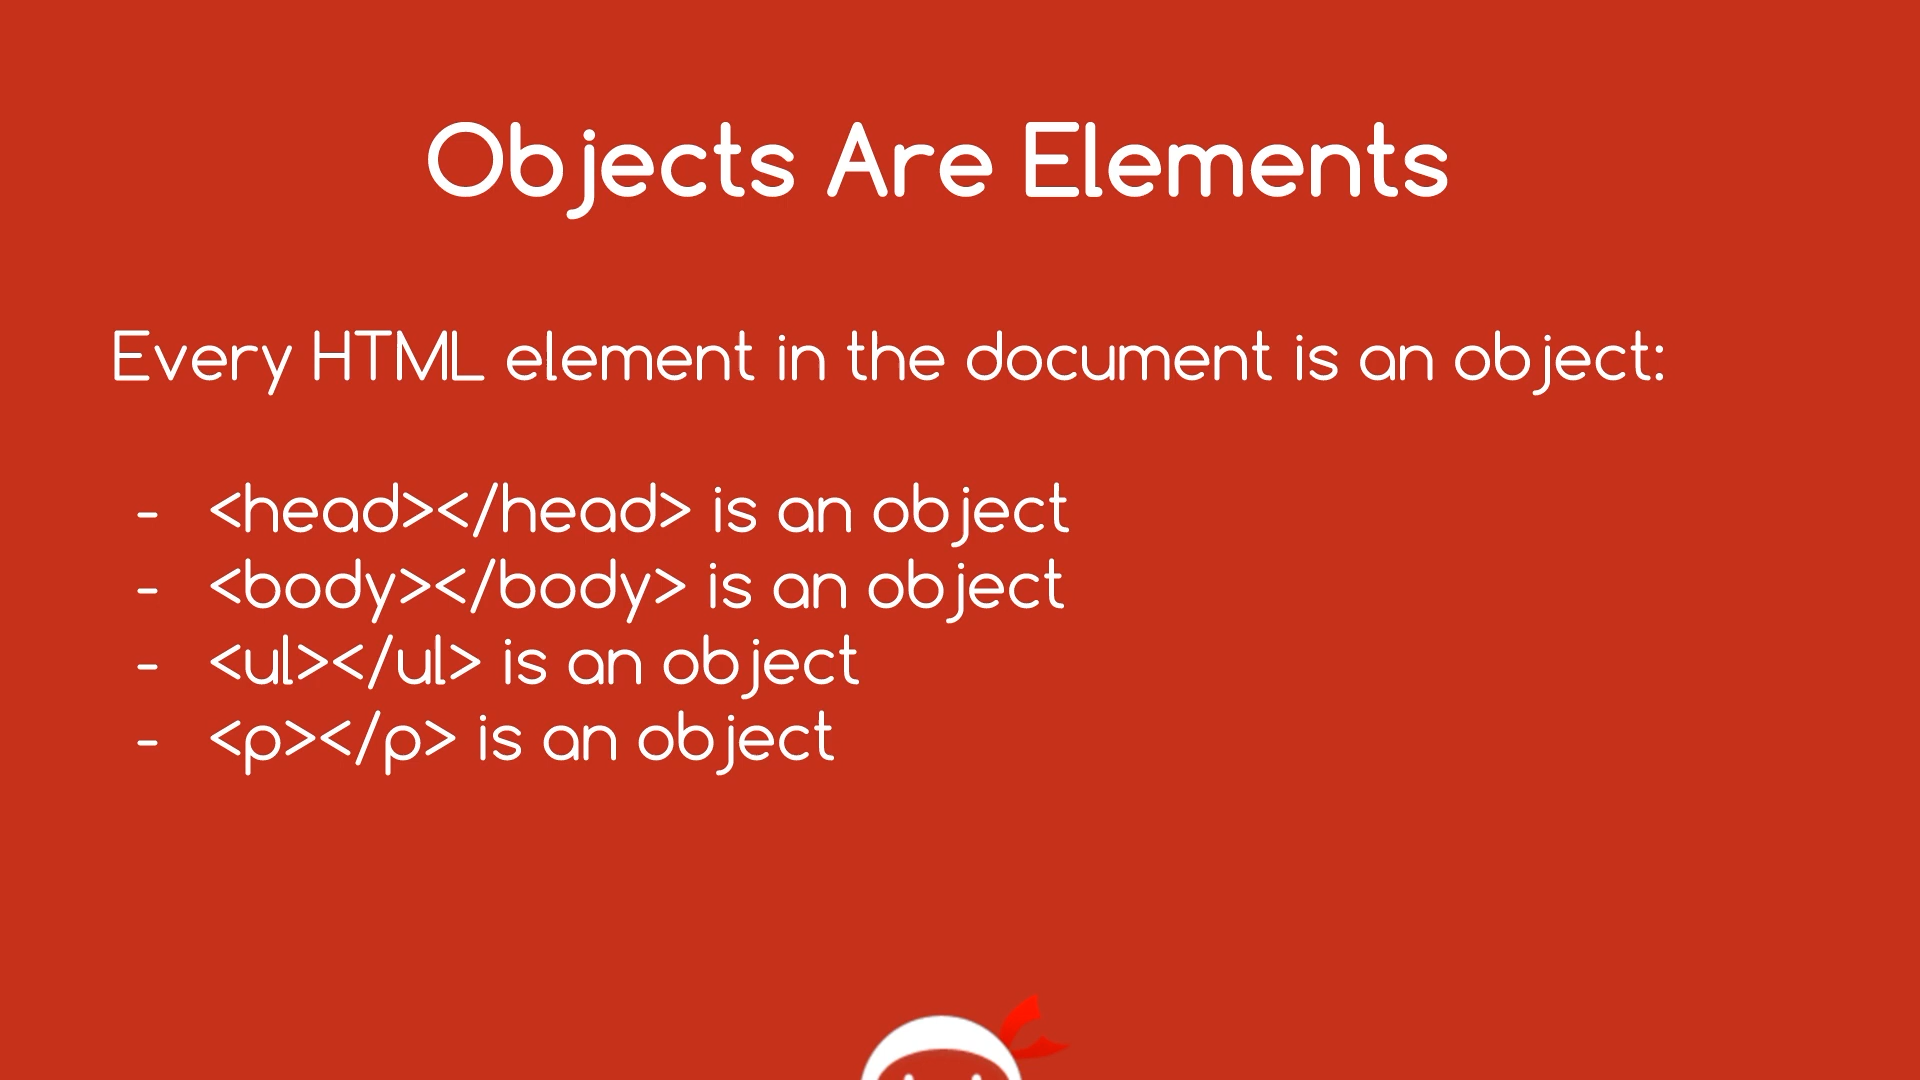 Objects Are Elements
Every HTML element in the document is an object:
- <head></head> is an object
- <body></body> is an object
- <ul></ul> is an object
- <p></p> is an object